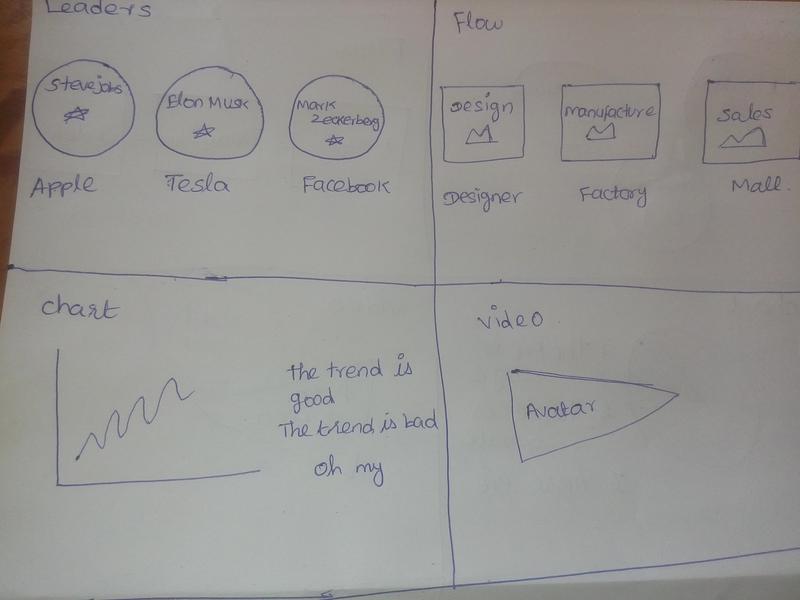 Leaders
Steve jobs
Elon Musk
Mark
Zeckerberg
Apple
Tesla
Facebook
Flow
Design
manufacture
Sales
Designer
Factory
Mall.
chart
the trend is
good
The trend is bad
oh my
video
Avatar